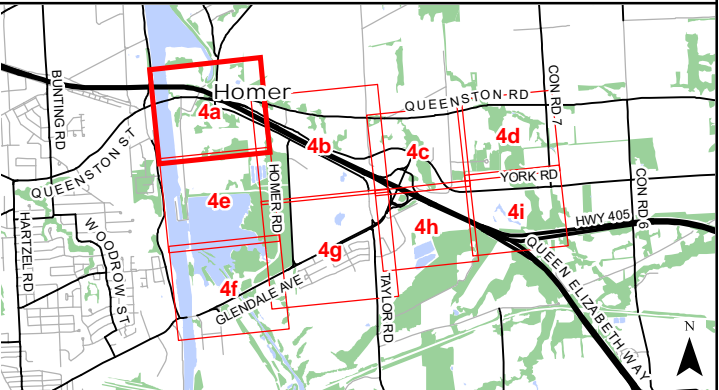 BUNTING RD
Homer
4a
QUEENSTON RD
CON RD 7
QUEENSTON ST
4b
4c
4d
YORK RD
HOMER RD
4e
4i
HWY 405
CON RD 6
HARTZEL RD
WOODROW ST
4g
4h
QUEEN ELIZABETH WAY
4f
GLENDALE AVE
TAYLOR RD
N